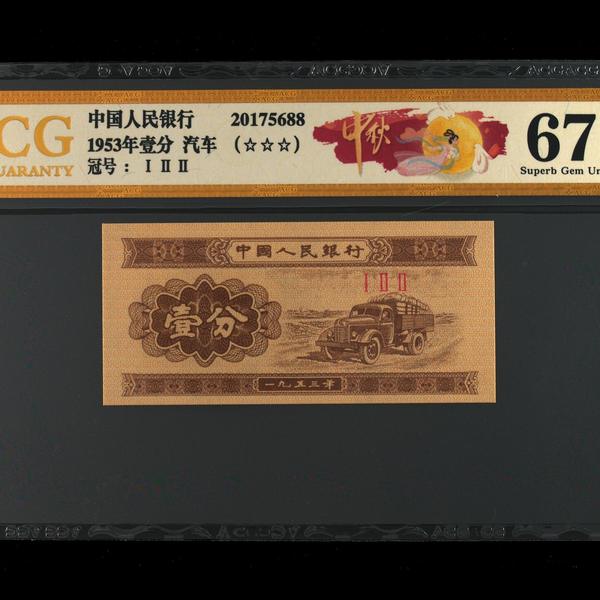 CG
UARANTY
中国人民银行 20175688
1953年壹分 汽车 (☆☆☆)
冠号： I II II
中秋
67
Superb Gem Un
中國人民銀行
I II II
壹分
一九五三年